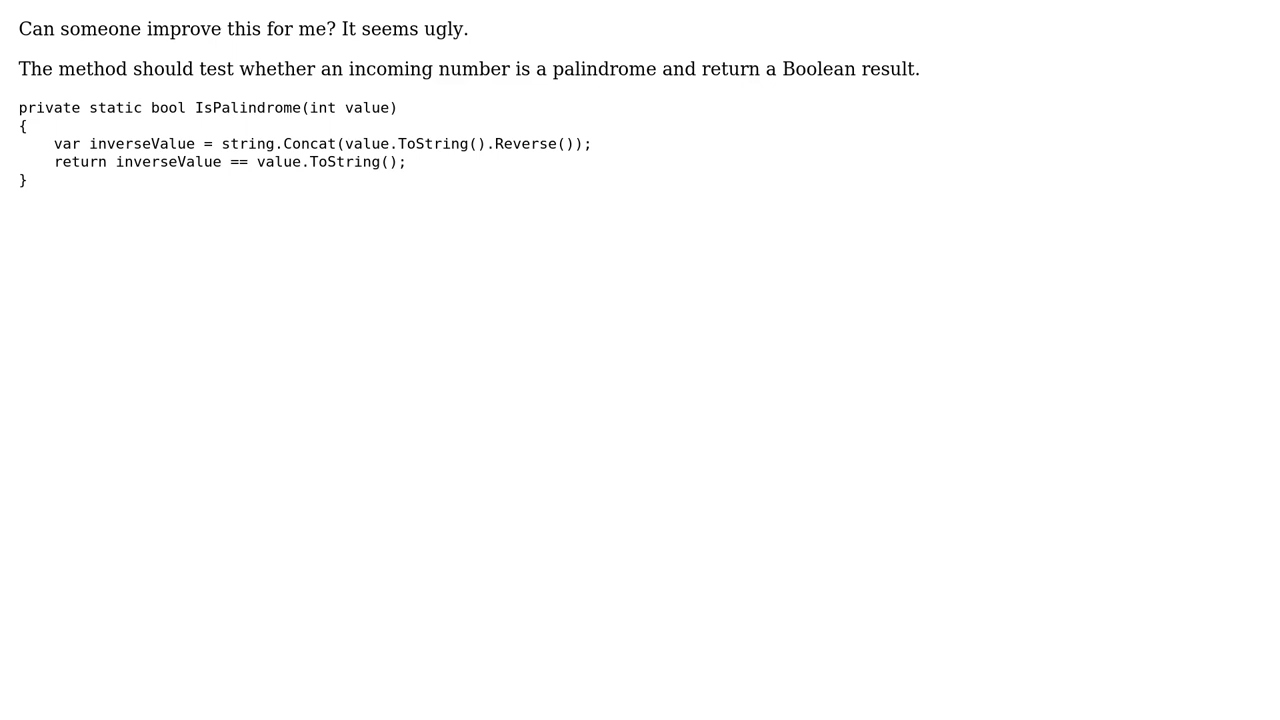 Can someone improve this for me? It seems ugly.
The method should test whether an incoming number is a palindrome and return a Boolean result.
private static bool IsPalindrome(int value)
{
    var inverseValue = string.Concat(value.ToString().Reverse());
    return inverseValue == value.ToString();
}